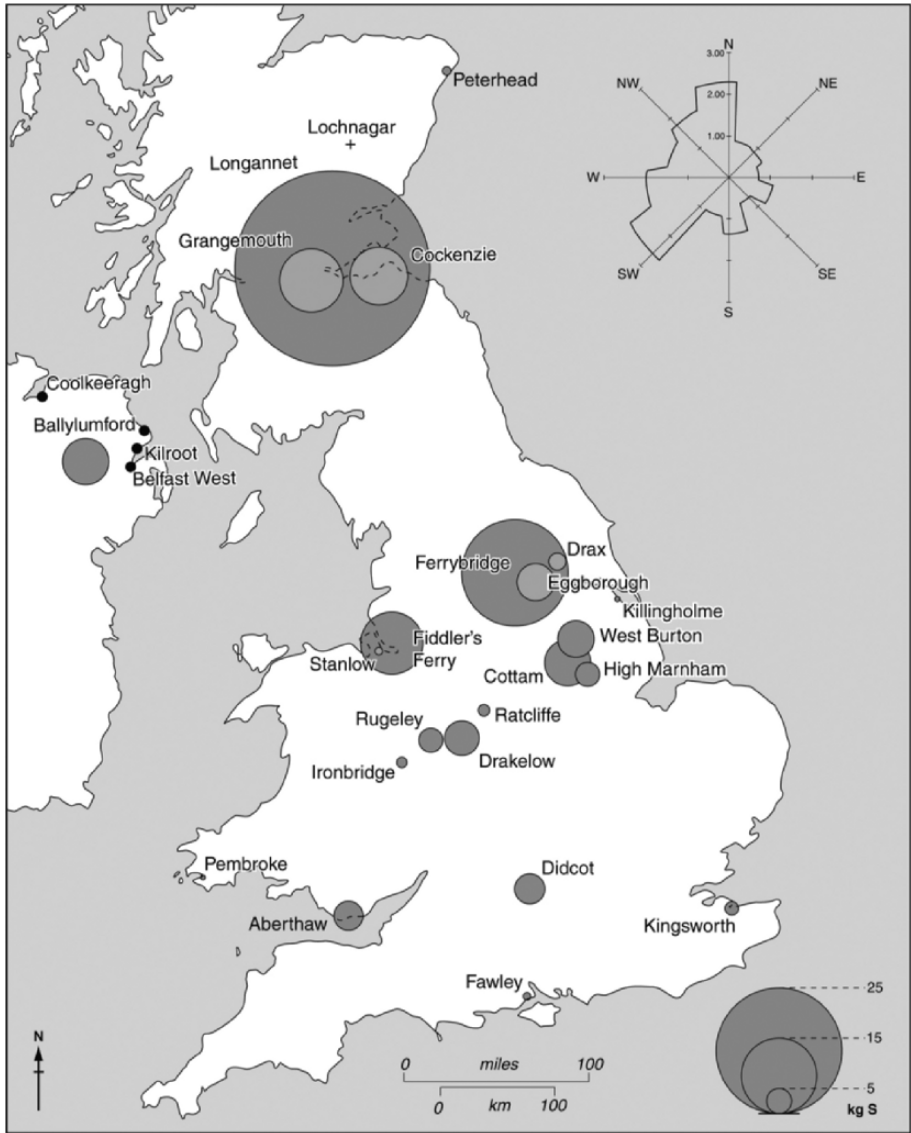 N
3.00
2.00
1.00
NW
NE
W
E
SW
SE
S
Peterhead
Lochnagar
Longannet
Grangemouth
Cockenzie
Coolkeeragh
Ballylumford
Kilroot
Belfast West
Drax
Ferrybridge
Eggborough
Killingholme
West Burton
Fiddler's
Ferry
Stanlow
High Marnham
Cottam
Rugeley
Ratcliffe
Drakelow
Ironbridge
Pembroke
Didcot
Aberthaw
Kingsworth
Fawley
25
15
5
kg S
N
0 miles 100
0 km 100